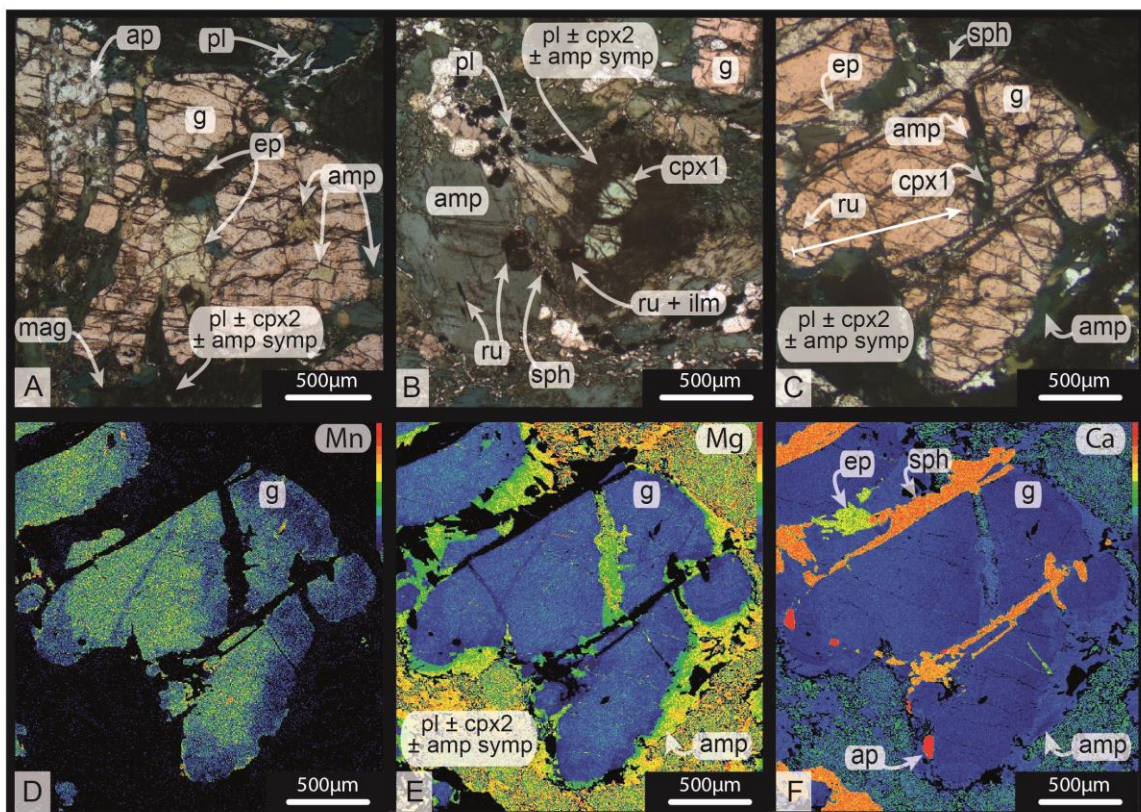 ap
pl
g
ep
amp
mag
pl ± cpx2
± amp symp
A
500µm
pl ± cpx2
± amp symp
pl
g
cpx1
amp
ru + ilm
ru
sph
B
500µm
sph
ep
g
amp
cpx1
ru
pl ± cpx2
± amp symp
amp
C
500µm
Mn
g
D
500µm
Mg
g
pl ± cpx2
± amp symp
amp
E
500µm
Ca
ep
sph
g
ap
amp
F
500µm